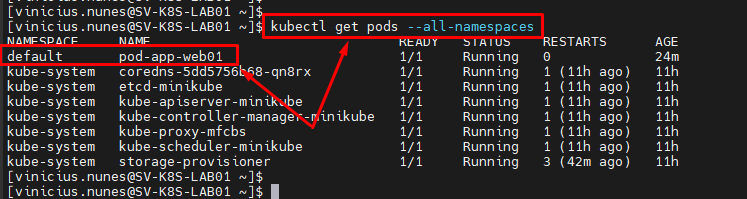 [vinicius.nunes@SV-K8S-LAB01 ~]$
[vinicius.nunes@SV-K8S-LAB01 ~]$ kubectl get pods --all-namespaces
NAMESPACE NAME READY STATUS RESTARTS AGE
default pod-app-web01 1/1 Running 0 24m
kube-system coredns-5dd5756b68-qn8rx 1/1 Running 1 (11h ago) 11h
kube-system etcd-minikube 1/1 Running 1 (11h ago) 11h
kube-system kube-apiserver-minikube 1/1 Running 1 (11h ago) 11h
kube-system kube-controller-manager-minikube 1/1 Running 1 (11h ago) 11h
kube-system kube-proxy-mfcbs 1/1 Running 1 (11h ago) 11h
kube-system kube-scheduler-minikube 1/1 Running 1 (11h ago) 11h
kube-system storage-provisioner 1/1 Running 3 (42m ago) 11h
[vinicius.nunes@SV-K8S-LAB01 ~]$
[vinicius.nunes@SV-K8S-LAB01 ~]$